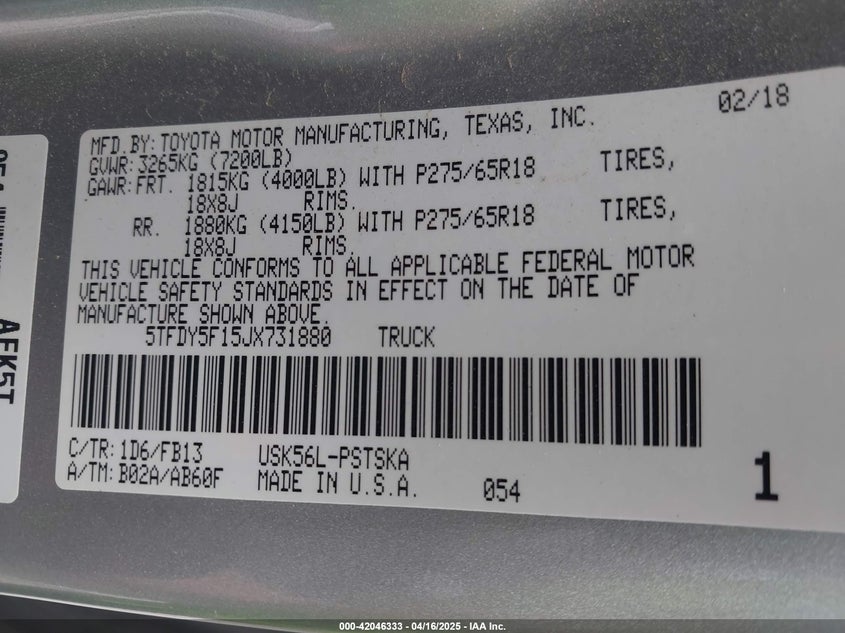 02/18
MFD.BY:TOYOTA MOTOR MANUFACTURING, TEXAS, INC.
GVWR:3265KG (7200LB)
GAWR:FRT. 1815KG (4000LB) WITH P275/65R18 TIRES,
18X8J RIMS.
RR. 1880KG (4150LB) WITH P275/65R18 TIRES,
18X8J RIMS.
THIS VEHICLE CONFORMS TO ALL APPLICABLE FEDERAL MOTOR
VEHICLE SAFETY STANDARDS IN EFFECT ON THE DATE OF
MANUFACTURE SHOWN ABOVE.
5TFDY5F15JX731880 TRUCK
C/TR:1D6/FB13 USK56L-PSTSKA
A/TM:B02A/AB60F MADE IN U.S.A. 054 1
AFK5T
000-42046333 - 04/16/2025 - IAA Inc.